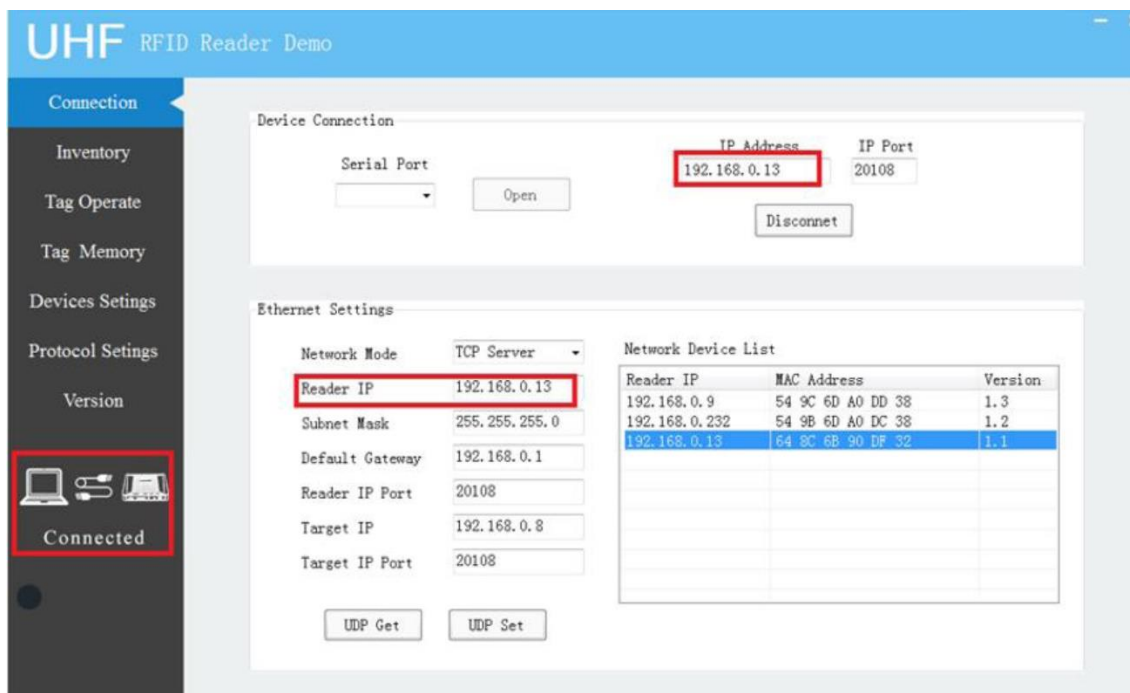 UHF RFID Reader Demo
Connection
Inventory
Tag Operate
Tag Memory
Devices Setings
Protocol Setings
Version
Connected
Device Connection
Serial Port
Open
IP Address IP Port
192.168.0.13 20108
Disconnet
Ethernet Settings
Network Mode TCP Server
Reader IP 192.168.0.13
Subnet Mask 255.255.255.0
Default Gateway 192.168.0.1
Reader IP Port 20108
Target IP 192.168.0.8
Target IP Port 20108
UDP Get UDP Set
Network Device List
Reader IP MAC Address Version
192.168.0.9 54 9C 6D A0 DD 38 1.3
192.168.0.232 54 9B 6D A0 DC 38 1.2
192.168.0.13 64 8C 6B 90 DF 32 1.1